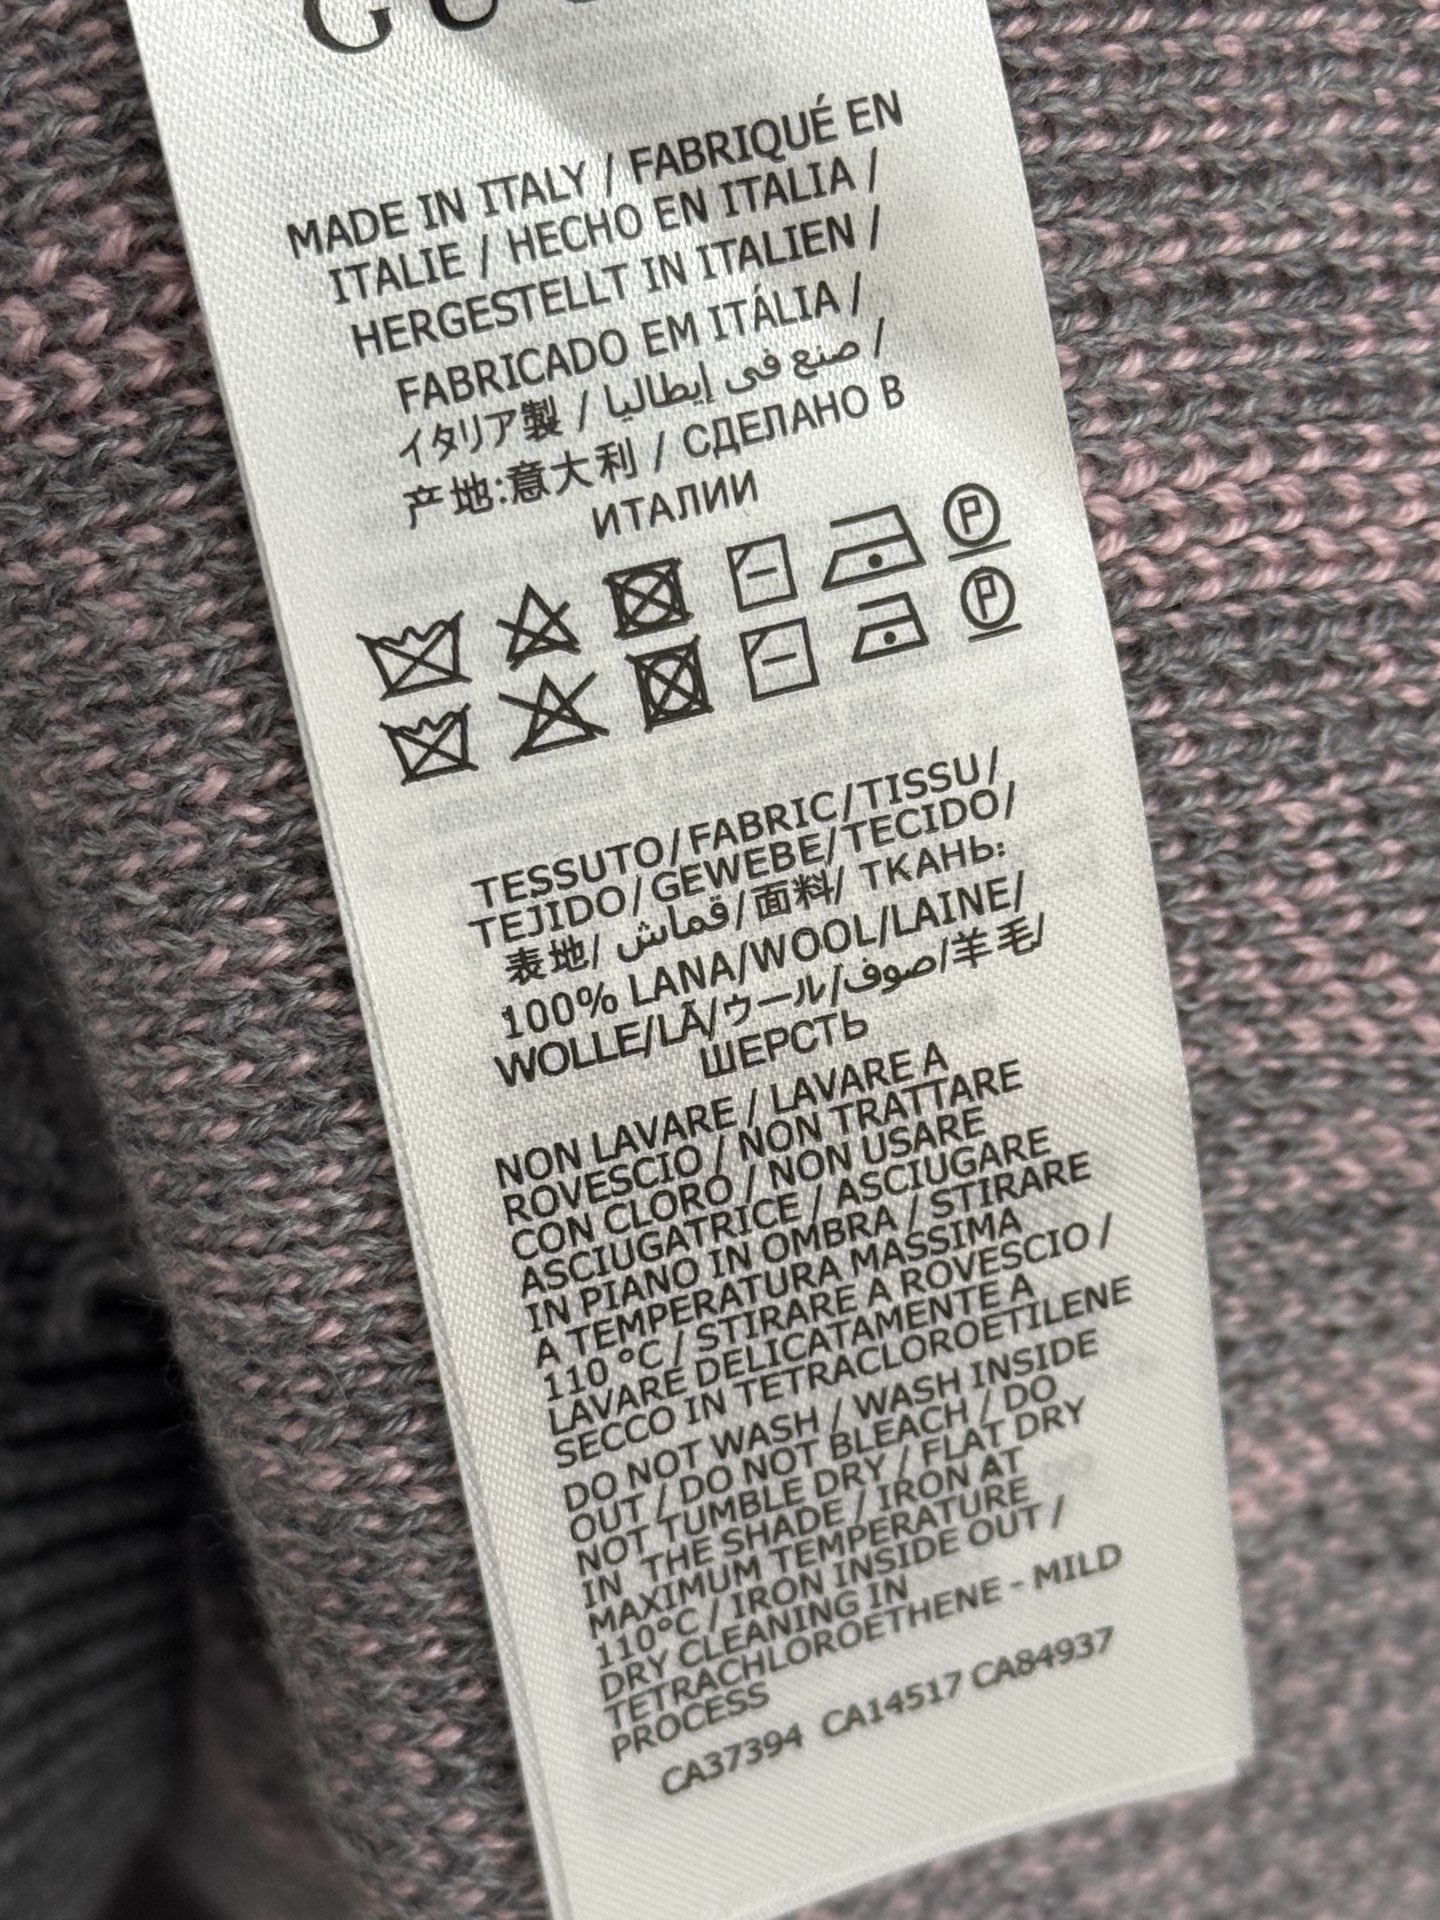 GUC
MADE IN ITALY / FABRIQUÉ EN
ITALIE / HECHO EN ITALIA /
HERGESTELLT IN ITALIEN /
FABRICADO EM ITÁLIA /
イタリア製 / صنع في إيطاليا /
产地:意大利 / СДЕЛАНО В
ИТАЛИИ
P
P
TESSUTO/FABRIC/TISSU/
TEJIDO/GEWEBE/TECIDO/
表地/ قماش/面料/ ТКАНЬ:
100% LANA/WOOL/LAINE/
WOLLE/LÃ/ウール/صوف/羊毛/
ШЕРСТЬ
NON LAVARE / LAVARE A
ROVESCIO / NON TRATTARE
CON CLORO / NON USARE
ASCIUGATRICE / ASCIUGARE
IN PIANO IN OMBRA / STIRARE
A TEMPERATURA MASSIMA
110 °C / STIRARE A ROVESCIO /
LAVARE DELICATAMENTE A
SECCO IN TETRACLOROETILENE
DO NOT WASH / WASH INSIDE
OUT / DO NOT BLEACH / DO
NOT TUMBLE DRY / FLAT DRY
IN THE SHADE / IRON AT
MAXIMUM TEMPERATURE
110°C / IRON INSIDE OUT /
DRY CLEANING IN
TETRACHLOROETHENE - MILD
PROCESS
CA37394 CA14517 CA84937